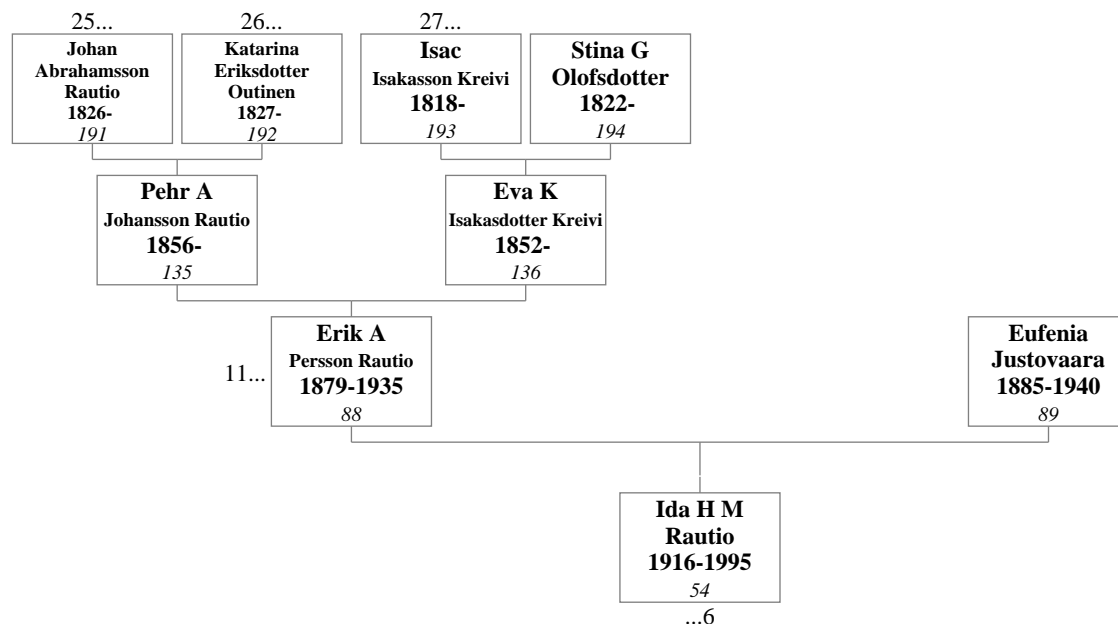 25...
26...
27...
Johan
Abrahamsson
Rautio
1826-
191
Katarina
Eriksdotter
Outinen
1827-
192
Isac
Isakasson Kreivi
1818-
193
Stina G
Olofsdotter
1822-
194
Pehr A
Johansson Rautio
1856-
135
Eva K
Isakasdotter Kreivi
1852-
136
11...
Erik A
Persson Rautio
1879-1935
88
Eufenia
Justovaara
1885-1940
89
Ida H M
Rautio
1916-1995
54
...6